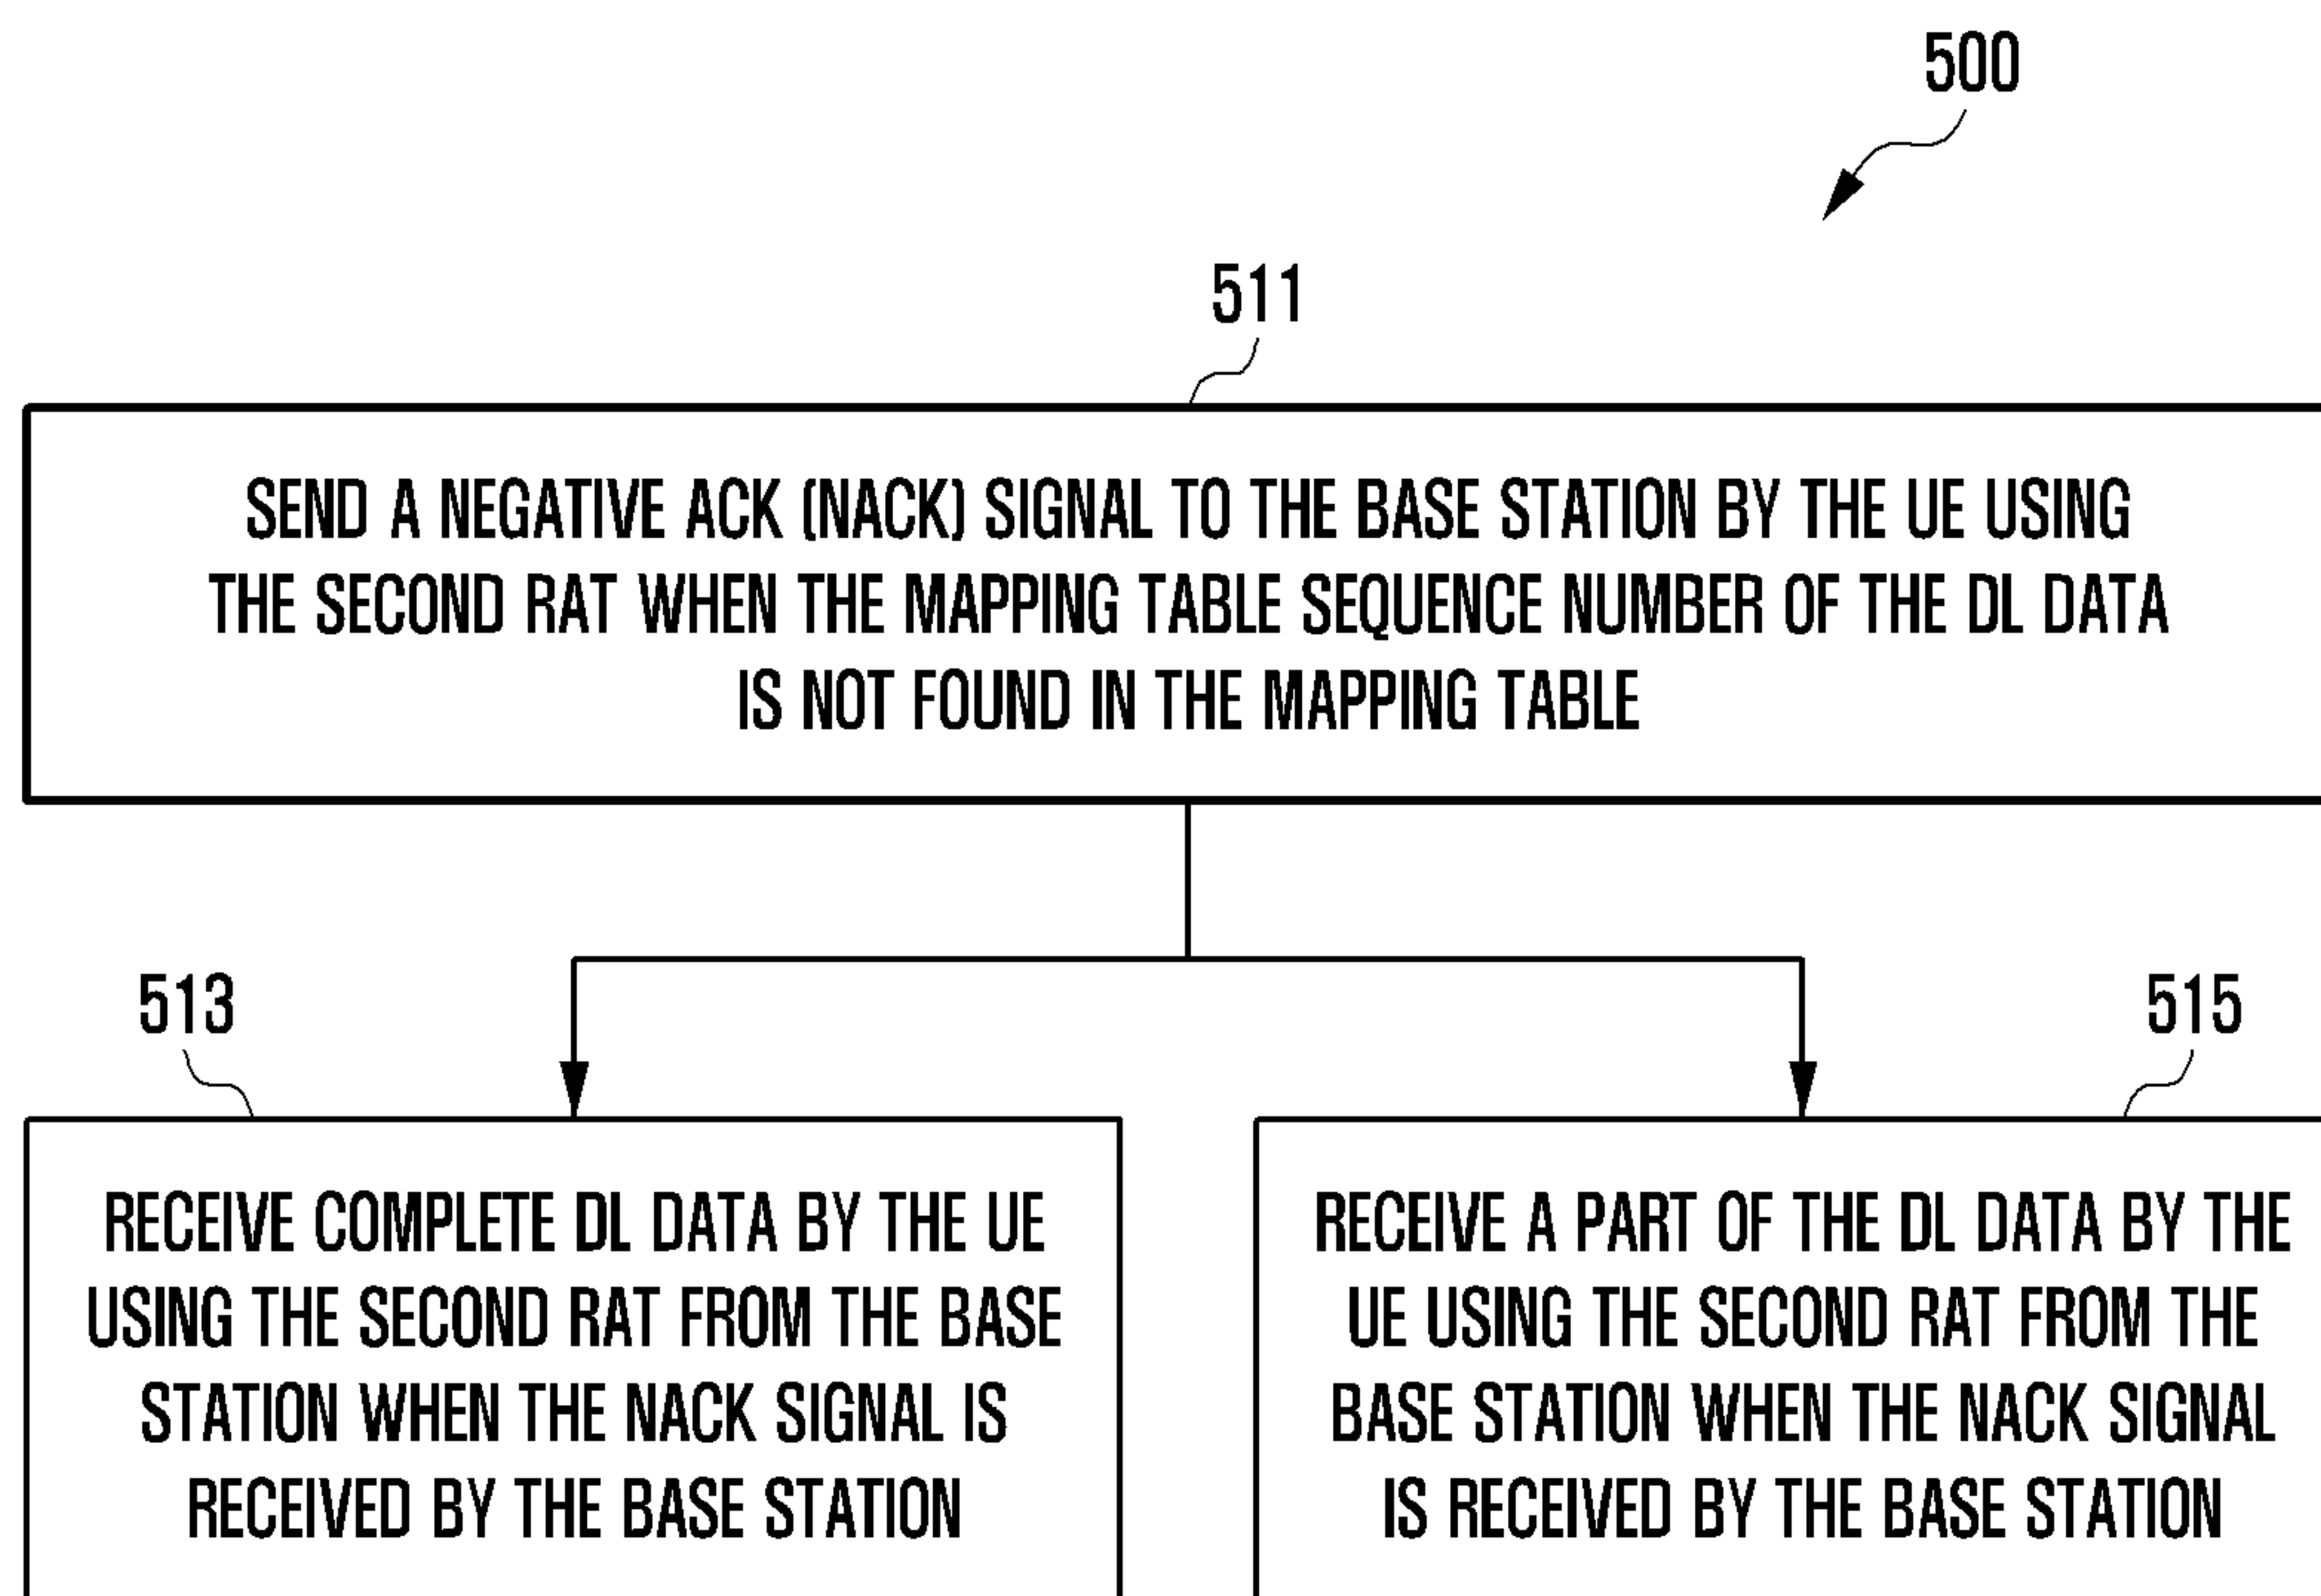 500
511
SEND A NEGATIVE ACK (NACK) SIGNAL TO THE BASE STATION BY THE UE USING
THE SECOND RAT WHEN THE MAPPING TABLE SEQUENCE NUMBER OF THE DL DATA
IS NOT FOUND IN THE MAPPING TABLE
513
RECEIVE COMPLETE DL DATA BY THE UE
USING THE SECOND RAT FROM THE BASE
STATION WHEN THE NACK SIGNAL IS
RECEIVED BY THE BASE STATION
515
RECEIVE A PART OF THE DL DATA BY THE
UE USING THE SECOND RAT FROM THE
BASE STATION WHEN THE NACK SIGNAL
IS RECEIVED BY THE BASE STATION